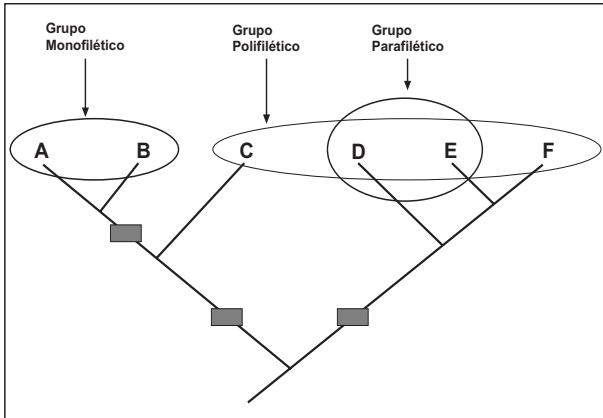 Grupo
Monofilético
Grupo
Polifilético
Grupo
Parafilético
A B C D E F